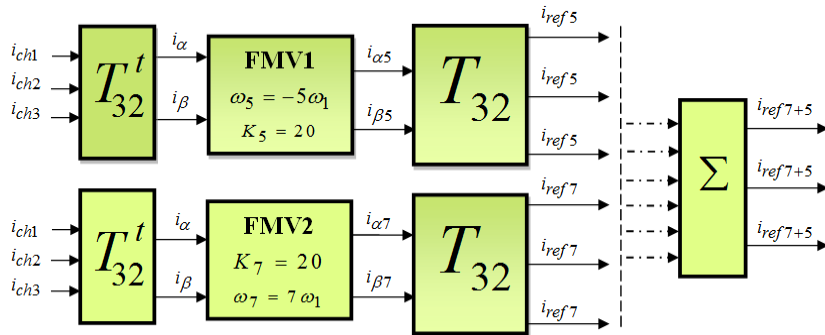 i_ch1
i_ch2
i_ch3
T_32^t
i_α
i_β
FMV1
ω_5 = −5ω_1
K_5 = 20
i_α5
i_β5
T_32
i_ref5
i_ref5
i_ref5
i_ch1
i_ch2
i_ch3
T_32^t
i_α
i_β
FMV2
K_7 = 20
ω_7 = 7ω_1
i_α7
i_β7
T_32
i_ref7
i_ref7
i_ref7
Σ
i_ref7+5
i_ref7+5
i_ref7+5